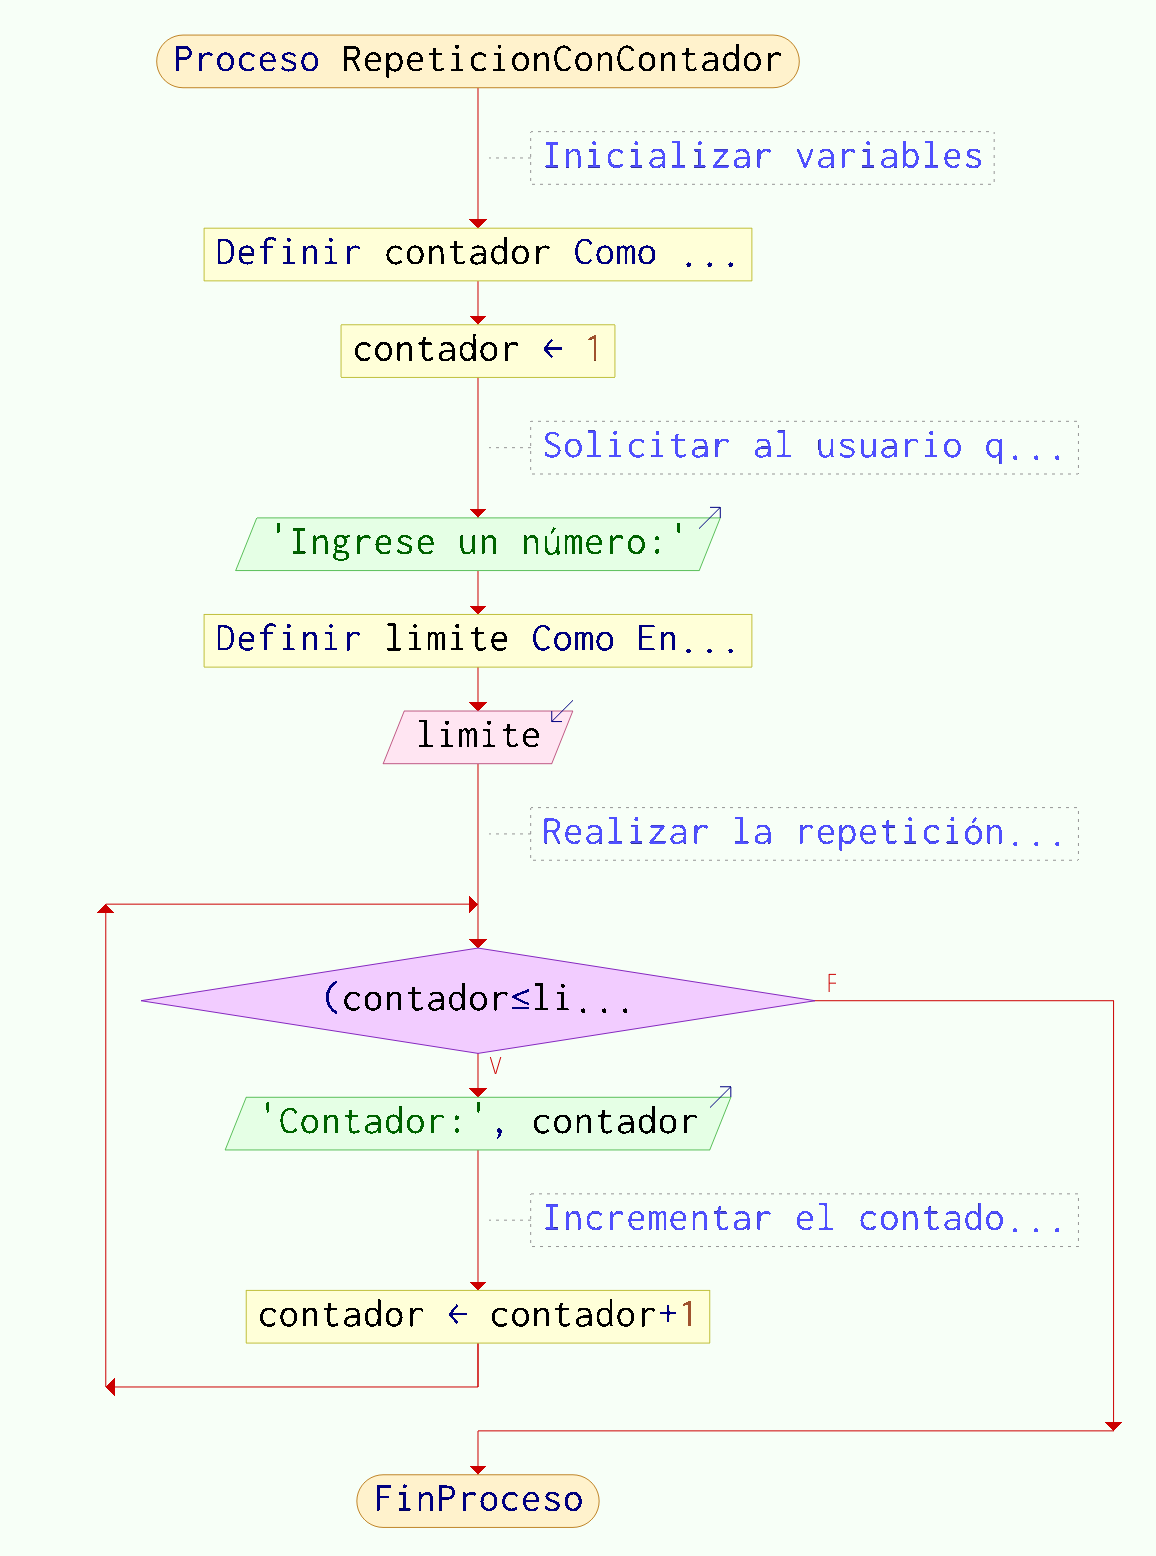 Proceso RepeticionConContador
Inicializar variables
Definir contador Como ...
contador ← 1
Solicitar al usuario q...
'Ingrese un número:'
Definir limite Como En...
limite
Realizar la repetición...
(contador≤li...
F
V
'Contador:', contador
Incrementar el contado...
contador ← contador+1
FinProceso